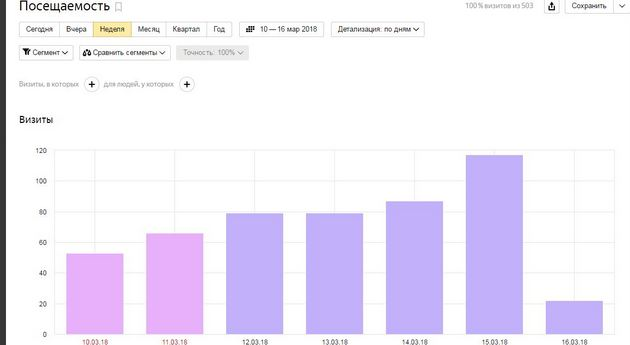 Посещаемость
100% визитов из 503
Сохранить
Сегодня Вчера Неделя Месяц Квартал Год 10 — 16 мар 2018 Детализация: по дням
Сегмент Сравнить сегменты Точность: 100%
Визиты, в которых + для людей, у которых +
Визиты
120
100
80
60
40
20
0
10.03.18 11.03.18 12.03.18 13.03.18 14.03.18 15.03.18 16.03.18